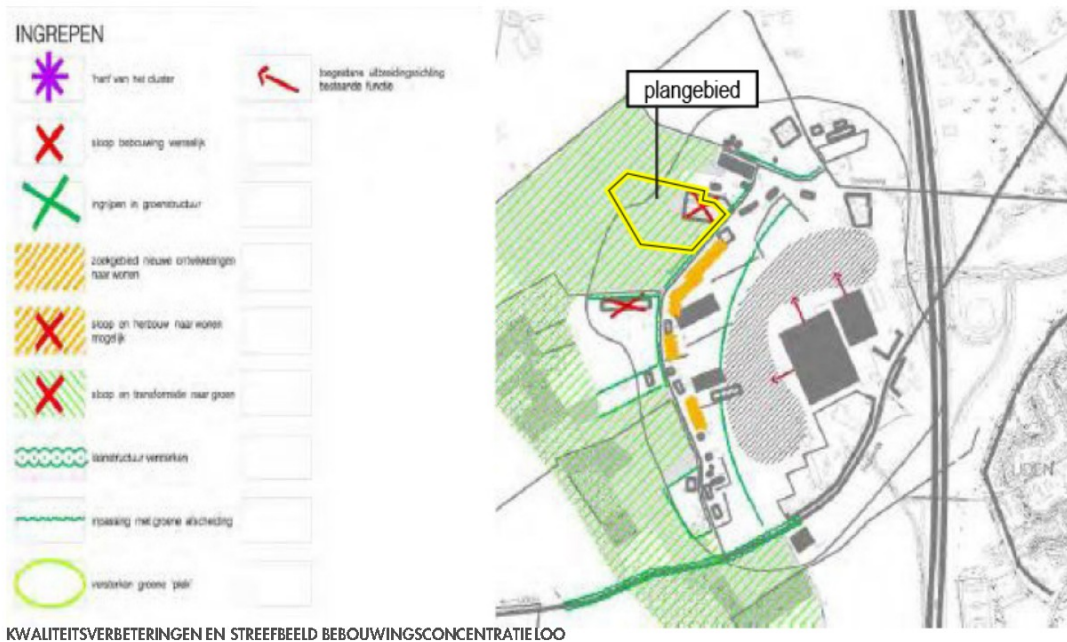 INGREPEN
'hart' van het cluster
toegestane uitbreidingsrichting
bestaande functie
sloop bebouwing wenselijk
ingrijpen in groenstructuur
zoekgebied nieuwe ontwikkelingen
naar wonen
sloop en herbouw naar wonen
mogelijk
sloop en transformatie naar groen
laanstructuur versterken
inpassing met groene afscheiding
versterken groene 'plek'
plangebied
UDEN
KWALITEITSVERBETERINGEN EN STREEFBEELD BEBOUWINGSCONCENTRATIE LOO